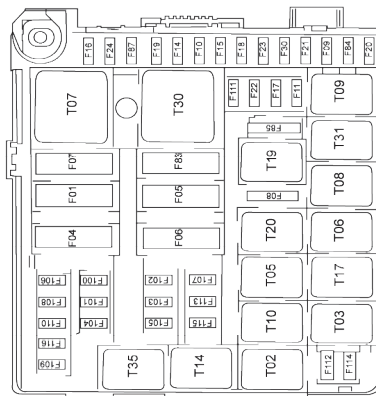 F16 F24 F87 F19 F14 F10 F15 F18 F23 F30 F21 F09 F84 F20
T07 T30 F111 F22 F17 F11 T09
F85
T31
F07 F83 T19
F01 F05 F08 T08
F04 F06 T20 T06
F106 F100 F102 F107 T05 T17
F108 F101 F103 F113
F110 F104 F105 F115 T10 T03
F116
F109 T35 T14 T02 F112 F114